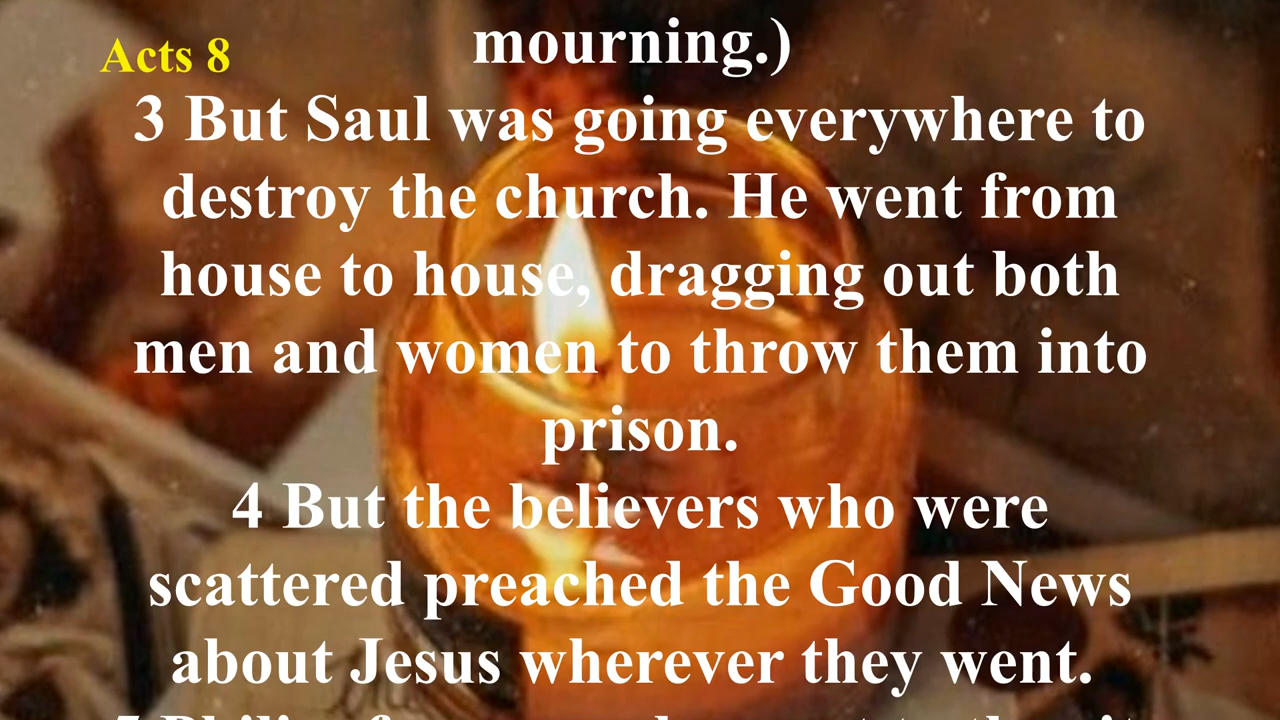 Acts 8
mourning.)
3 But Saul was going everywhere to
destroy the church. He went from
house to house, dragging out both
men and women to throw them into
prison.
4 But the believers who were
scattered preached the Good News
about Jesus wherever they went.